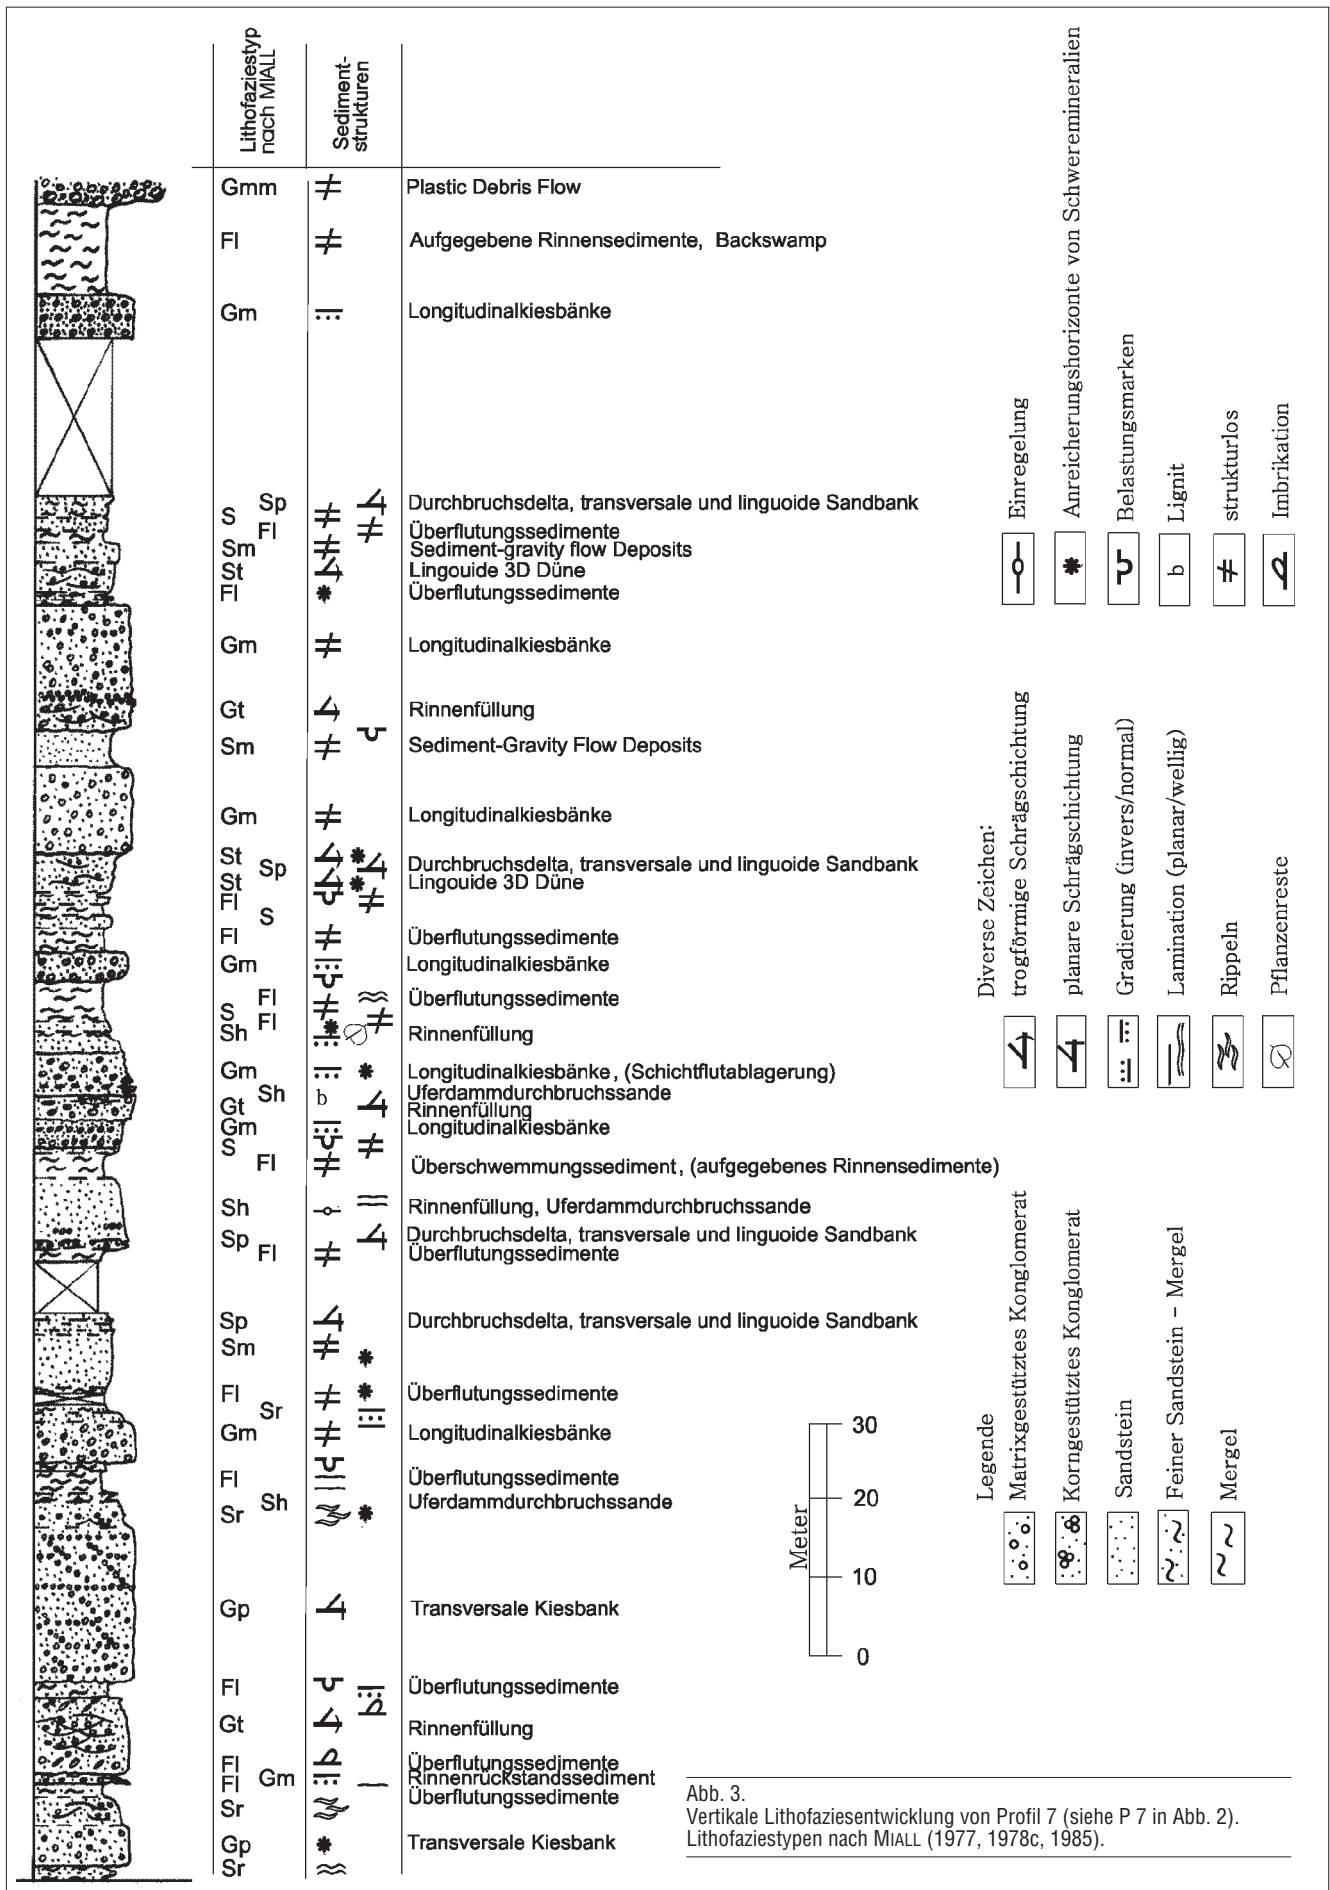 Lithofaziestyp
nach MIALL
Sediment-
strukturen
Gmm Plastic Debris Flow
Fl Aufgegebene Rinnensedimente, Backswamp
Gm Longitudinalkiesbänke
Sp Durchbruchsdelta, transversale und linguoide Sandbank
S
Fl Überflutungssedimente
Sm Sediment-gravity flow Deposits
St Lingouide 3D Düne
Fl Überflutungssedimente
Gm Longitudinalkiesbänke
Gt Rinnenfüllung
Sm Sediment-Gravity Flow Deposits
Gm Longitudinalkiesbänke
St
Sp Durchbruchsdelta, transversale und linguoide Sandbank
St Lingouide 3D Düne
Fl
S
Fl Überflutungssedimente
Gm Longitudinalkiesbänke
Fl Überflutungssedimente
S
Fl
Sh Rinnenfüllung
Gm Longitudinalkiesbänke, (Schichtflutablagerung)
Sh b Uferdammdurchbruchssande
Gt Rinnenfüllung
Gm Longitudinalkiesbänke
S
Fl Überschwemmungssediment, (aufgegebenes Rinnensedimente)
Sh Rinnenfüllung, Uferdammdurchbruchssande
Sp Durchbruchsdelta, transversale und linguoide Sandbank
Fl Überflutungssedimente
Sp Durchbruchsdelta, transversale und linguoide Sandbank
Sm
Fl Überflutungssedimente
Sr
Gm Longitudinalkiesbänke
Fl Überflutungssedimente
Sh Uferdammdurchbruchssande
Sr
Gp Transversale Kiesbank
Fl Überflutungssedimente
Gt Rinnenfüllung
Fl Überflutungssedimente
Gm Rinnenrückstandssediment
Fl Überflutungssedimente
Sr
Gp Transversale Kiesbank
Sr
Einregelung
Anreicherungshorizonte von Schweremineralien
Belastungsmarken
b Lignit
strukturlos
Imbrikation
Diverse Zeichen:
trogförmige Schrägschichtung
planare Schrägschichtung
Gradierung (invers/normal)
Lamination (planar/wellig)
Rippeln
Pflanzenreste
Legende
Matrixgestütztes Konglomerat
Korngestütztes Konglomerat
Sandstein
Feiner Sandstein - Mergel
Mergel
Meter
30
20
10
0
Abb. 3.
Vertikale Lithofaziesentwicklung von Profil 7 (siehe P 7 in Abb. 2).
Lithofaziestypen nach MIALL (1977, 1978c, 1985).